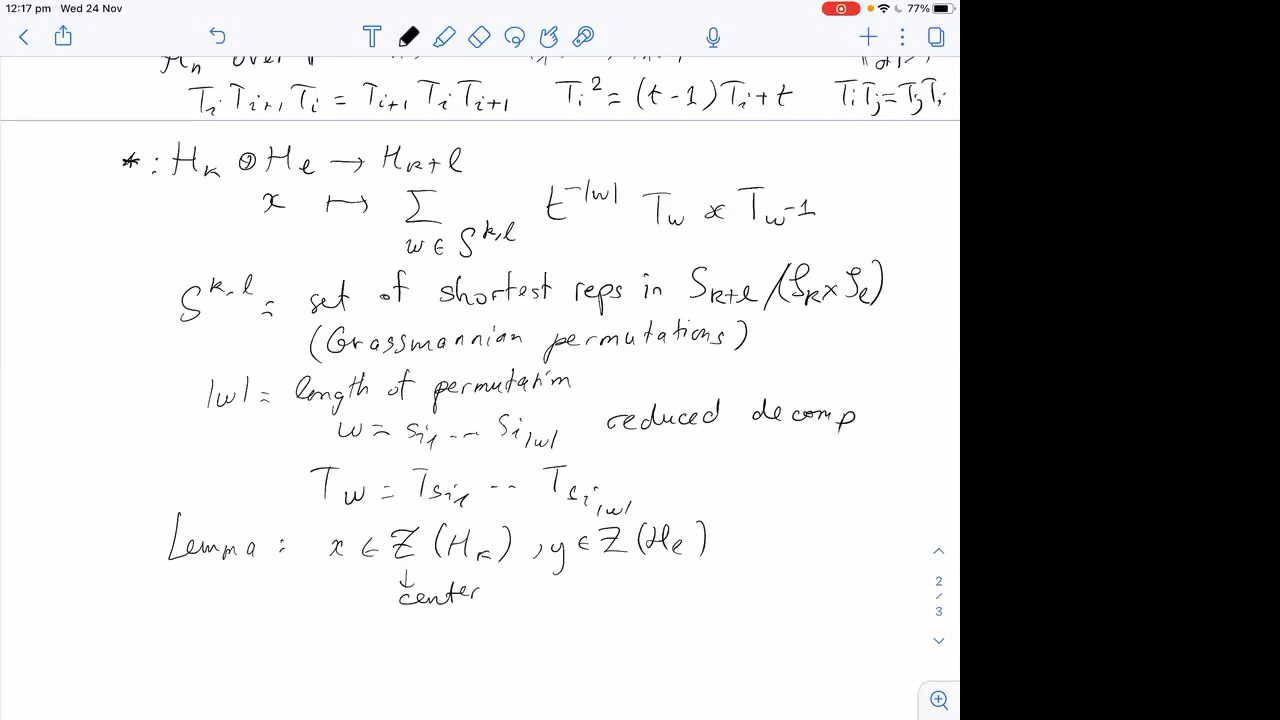 12:17 pm Wed 24 Nov
77%
H_n over
T_i T_{i+1} T_i = T_{i+1} T_i T_{i+1} T_i^2 = (t-1)T_i + t T_i T_j = T_j T_i
* : H_k ⊗ H_l → H_{k+l}
x ↦ Σ_{w ∈ S^{k,l}} t^{-|w|} T_w x T_{w^{-1}}
S^{k,l} = set of shortest reps in S_{k+l} / (S_k × S_l)
(Grassmannian permutations)
|w| = length of permutation
w = s_{i_1} ... s_{i_{|w|}} reduced decomp
T_w = T_{s_{i_1}} ... T_{s_{i_{|w|}}}
Lemma : x ∈ Z(H_k), y ∈ Z(H_l)
↓
center
2
/
3